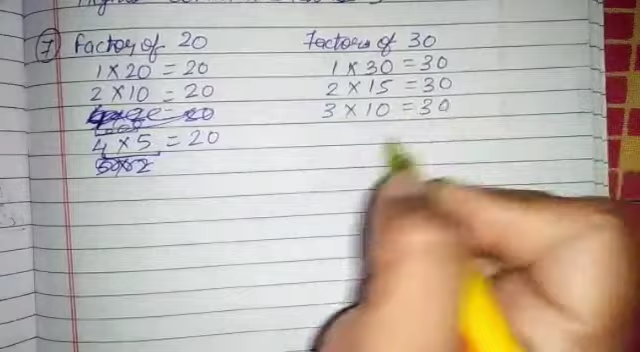 7 Factor of 20
1 × 20 = 20
2 × 10 = 20
= 20
4 × 5 = 20
Factors of 30
1 × 30 = 30
2 × 15 = 30
3 × 10 = 30